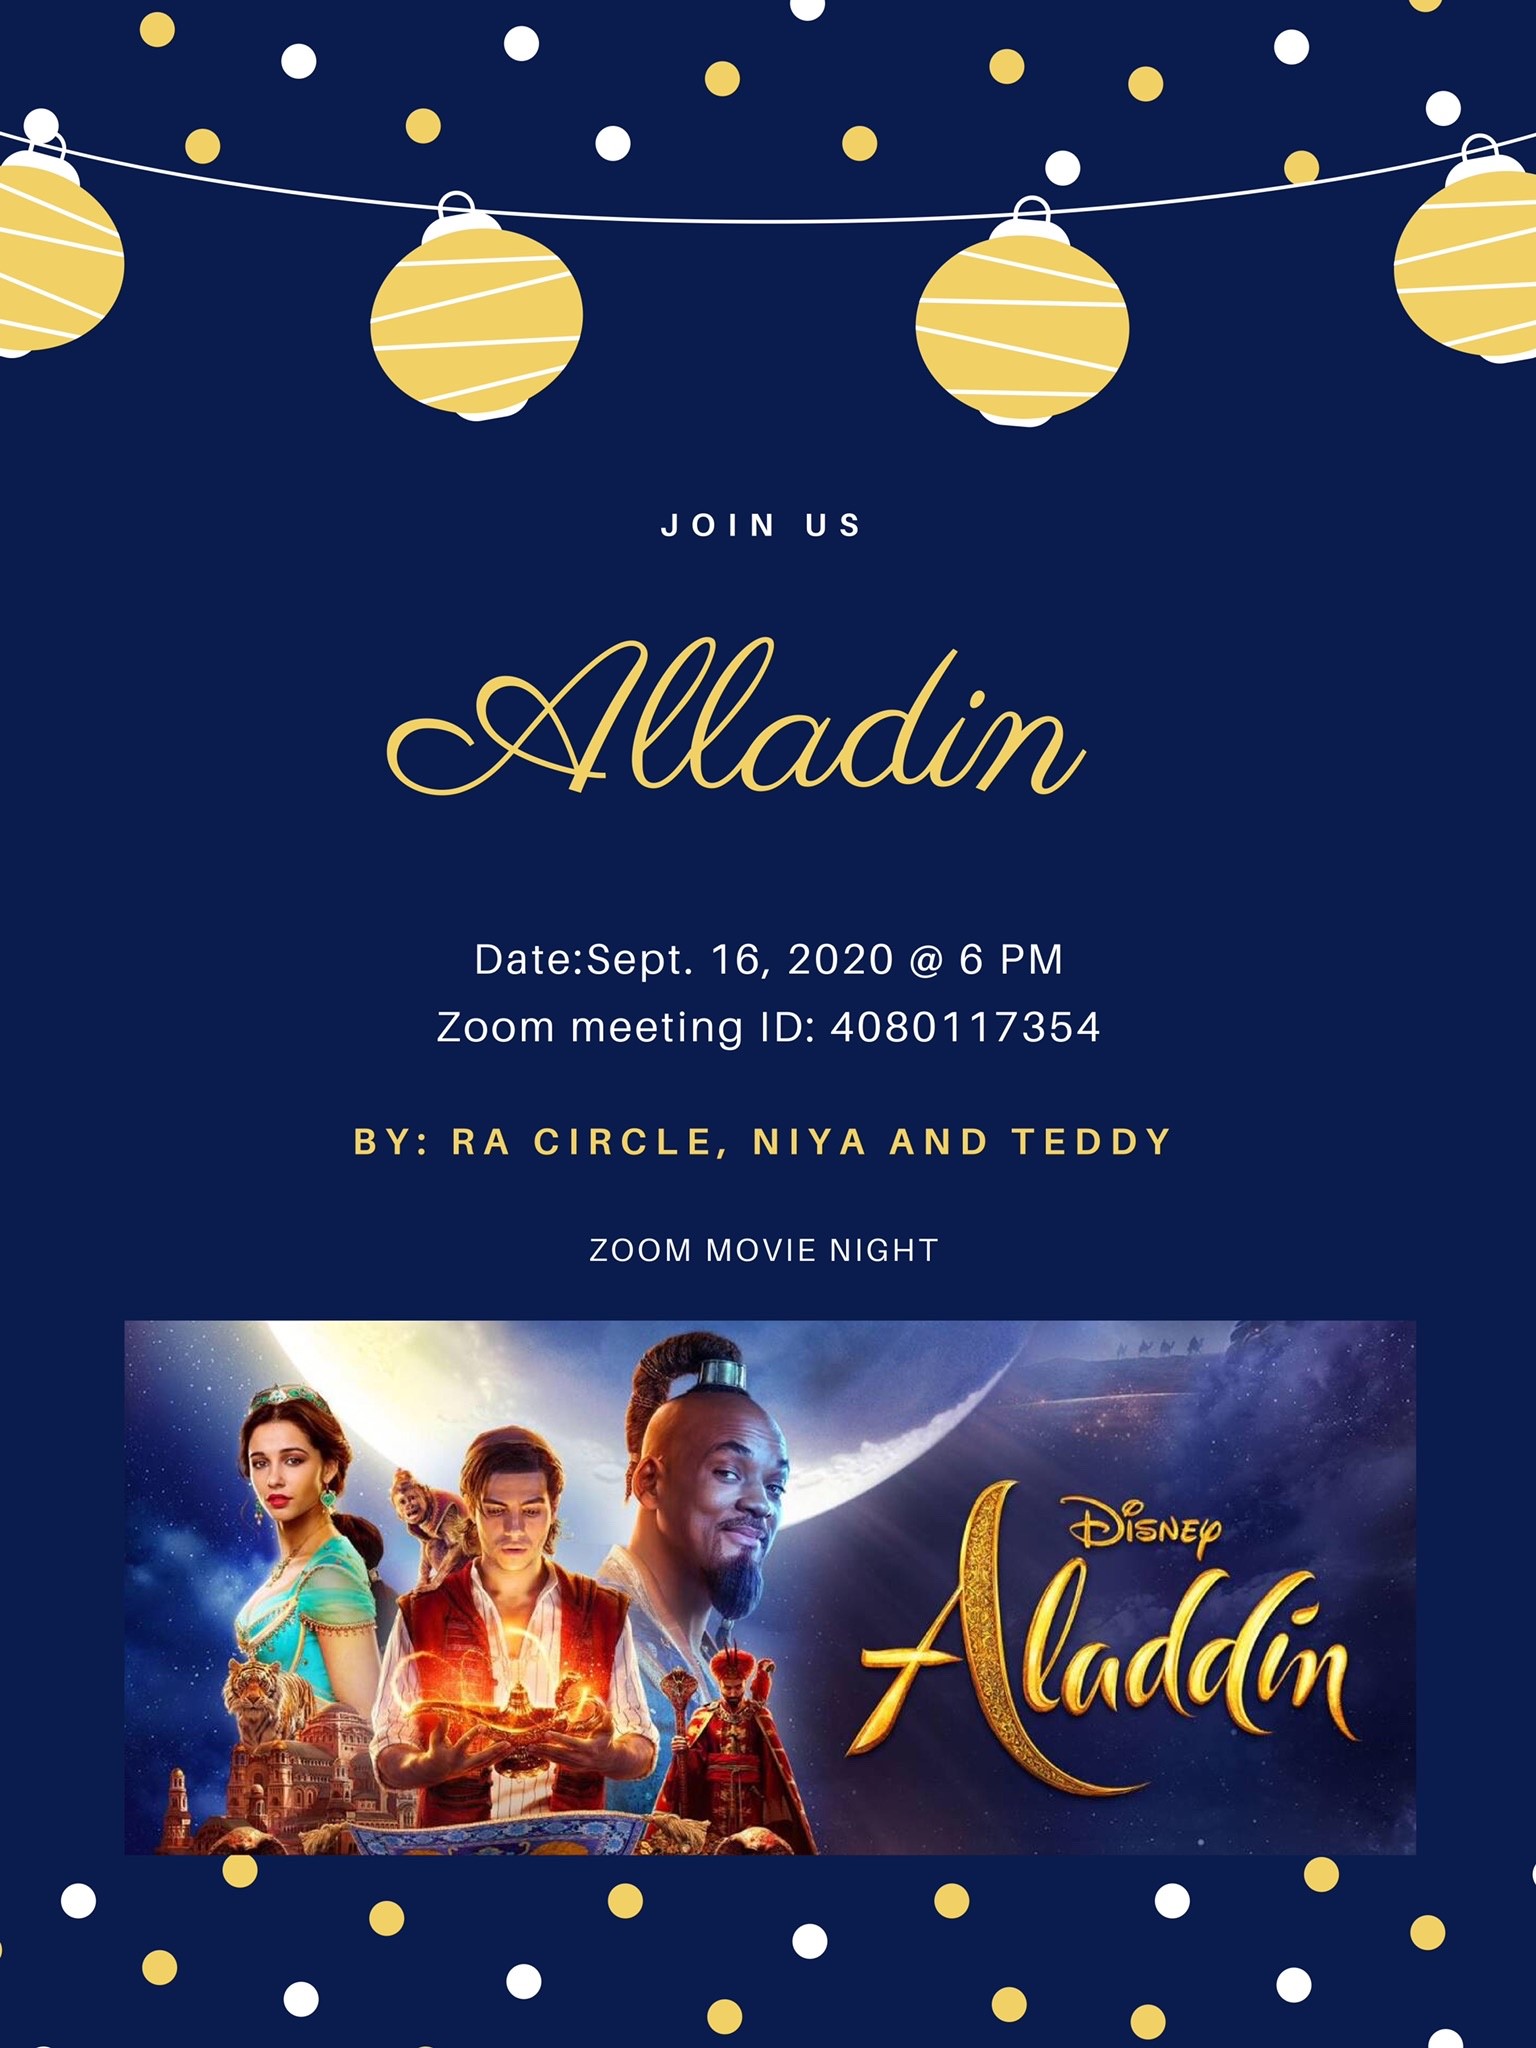 JOIN US
Alladin
Date:Sept. 16, 2020 @ 6 PM
Zoom meeting ID: 4080117354
BY: RA CIRCLE, NIYA AND TEDDY
ZOOM MOVIE NIGHT
DISNEY
Aladdin